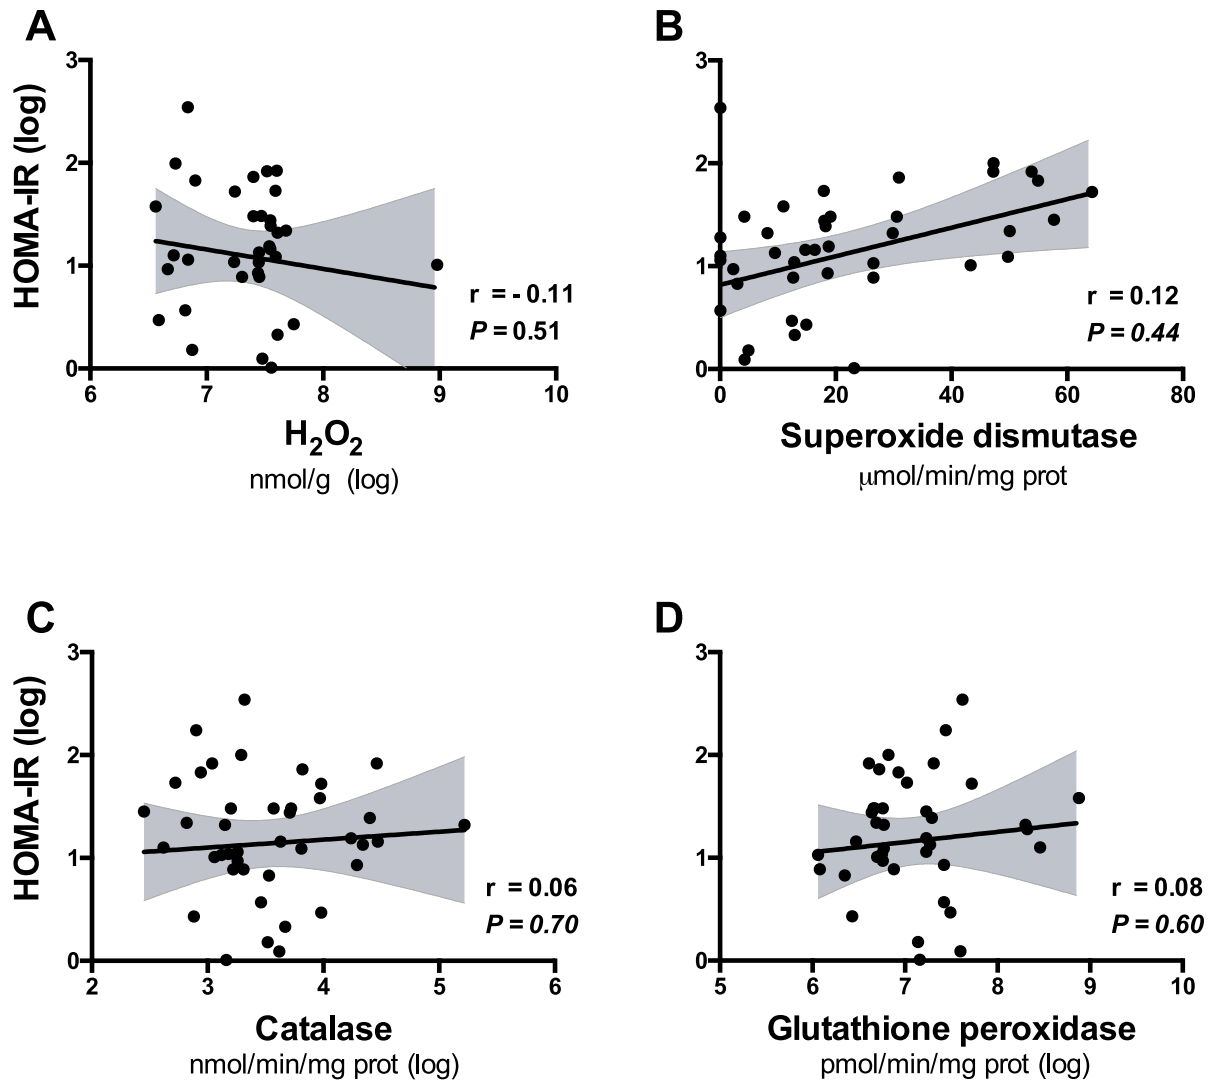 A
HOMA-IR (log)
3
2
1
0
6 7 8 9 10
r = - 0.11
P = 0.51
H2O2
nmol/g (log)
B
3
2
1
0
0 20 40 60 80
r = 0.12
P = 0.44
Superoxide dismutase
μmol/min/mg prot
C
HOMA-IR (log)
3
2
1
0
2 3 4 5 6
r = 0.06
P = 0.70
Catalase
nmol/min/mg prot (log)
D
3
2
1
0
5 6 7 8 9 10
r = 0.08
P = 0.60
Glutathione peroxidase
pmol/min/mg prot (log)